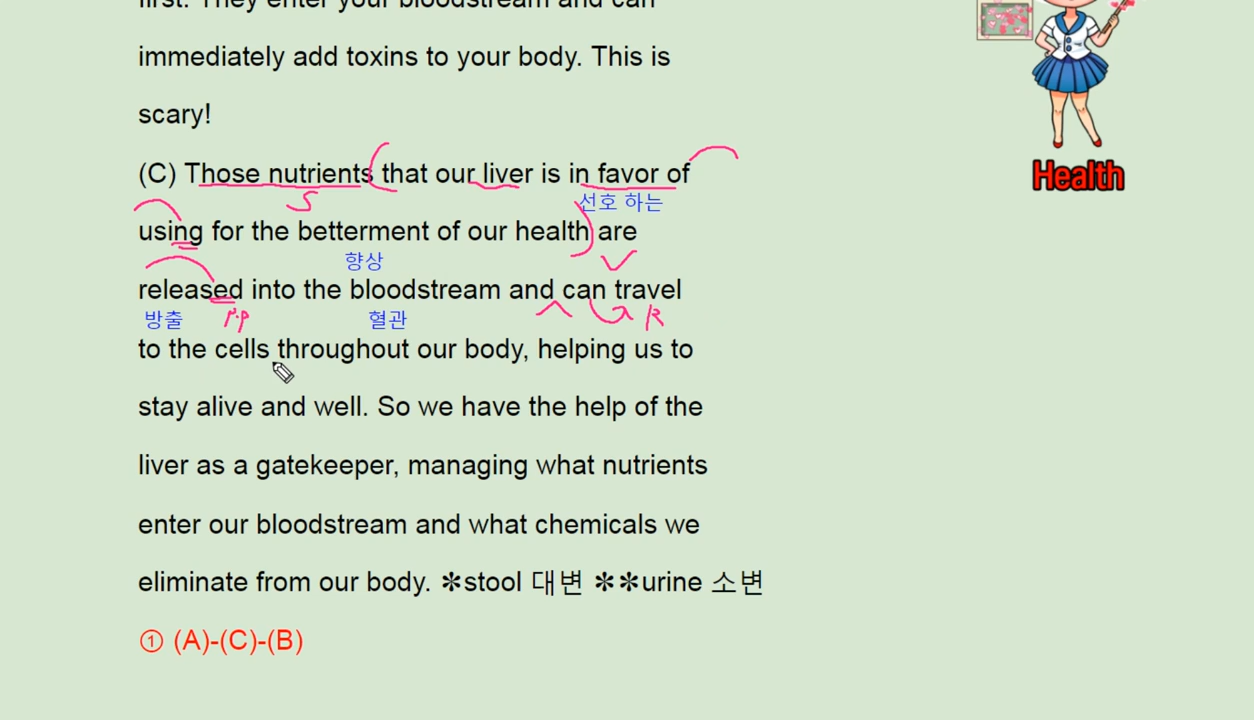 first. They enter your bloodstream and can
immediately add toxins to your body. This is
scary!
(C) Those nutrients that our liver is in favor of
S
선호 하는
using for the betterment of our health are
향상
released into the bloodstream and can travel
방출 p.p 혈관 R
to the cells throughout our body, helping us to
stay alive and well. So we have the help of the
liver as a gatekeeper, managing what nutrients
enter our bloodstream and what chemicals we
eliminate from our body. ✻stool 대변 ✻✻urine 소변
① (A)-(C)-(B)
Health